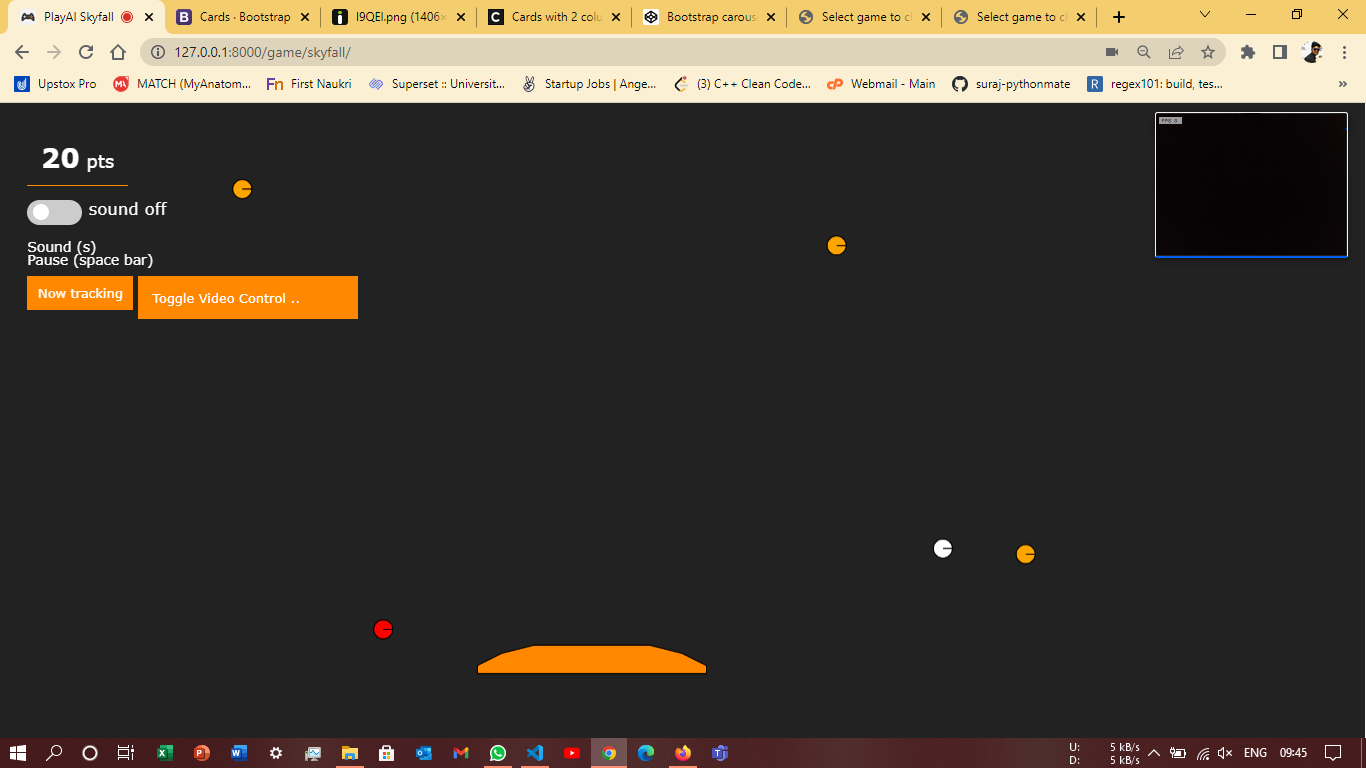 PlayAI Skyfall
Cards · Bootstrap
I9QEI.png (1406×
Cards with 2 colu
Bootstrap carous
Select game to cl
Select game to cl
127.0.0.1:8000/game/skyfall/
Upstox Pro
MATCH (MyAnatom...
First Naukri
Superset :: Universit...
Startup Jobs | Ange...
(3) C++ Clean Code...
Webmail - Main
suraj-pythonmate
regex101: build, tes...
20 pts
sound off
Sound (s)
Pause (space bar)
Now tracking
Toggle Video Control ..
U: 5 kB/s
D: 5 kB/s
ENG
09:45